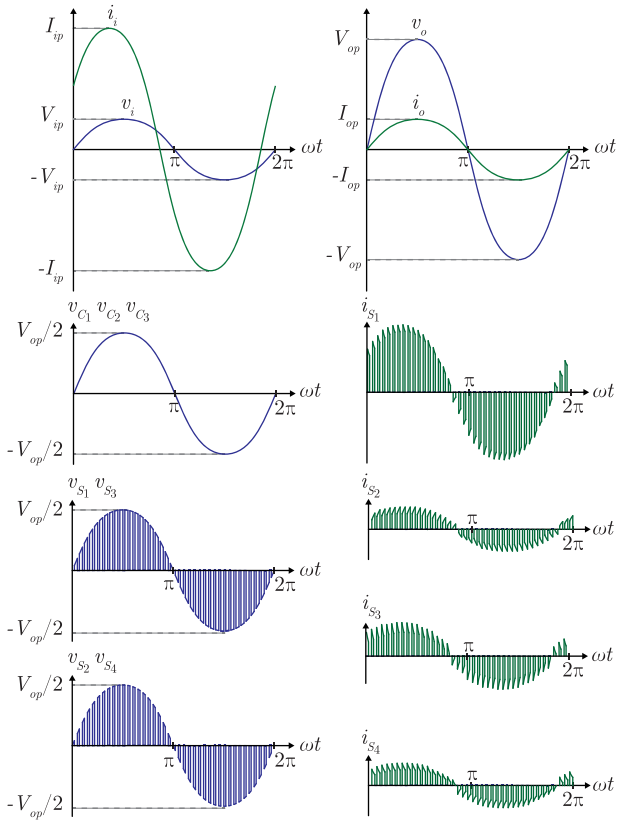 I_ip i_i
V_ip v_i
π 2π ωt
-V_ip
-I_ip
V_op v_o
I_op i_o
π 2π ωt
-I_op
-V_op
v_C1 v_C2 v_C3
V_op/2
π 2π ωt
-V_op/2
i_S1
π 2π ωt
v_S1 v_S3
V_op/2
π 2π ωt
-V_op/2
i_S2
π 2π ωt
i_S3
π 2π ωt
v_S2 v_S4
V_op/2
π 2π ωt
-V_op/2
i_S4
π 2π ωt